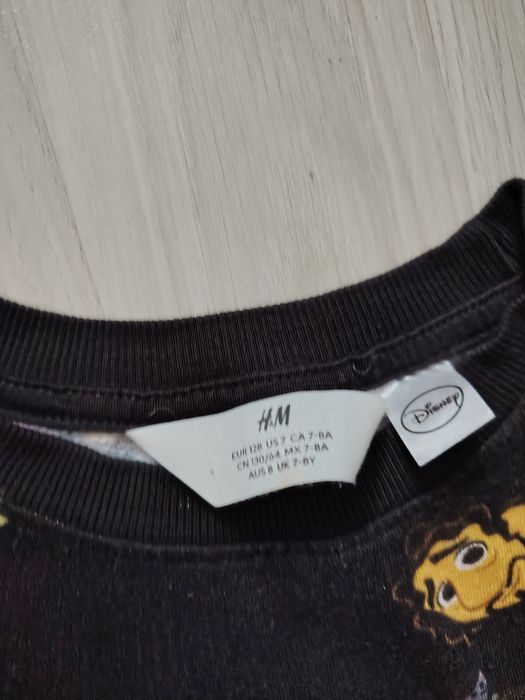 H&M
EUR 128 US 7 CA 7-8A
CN 130/64 MX 7-8A
AUS 8 UK 7-8Y
Disney